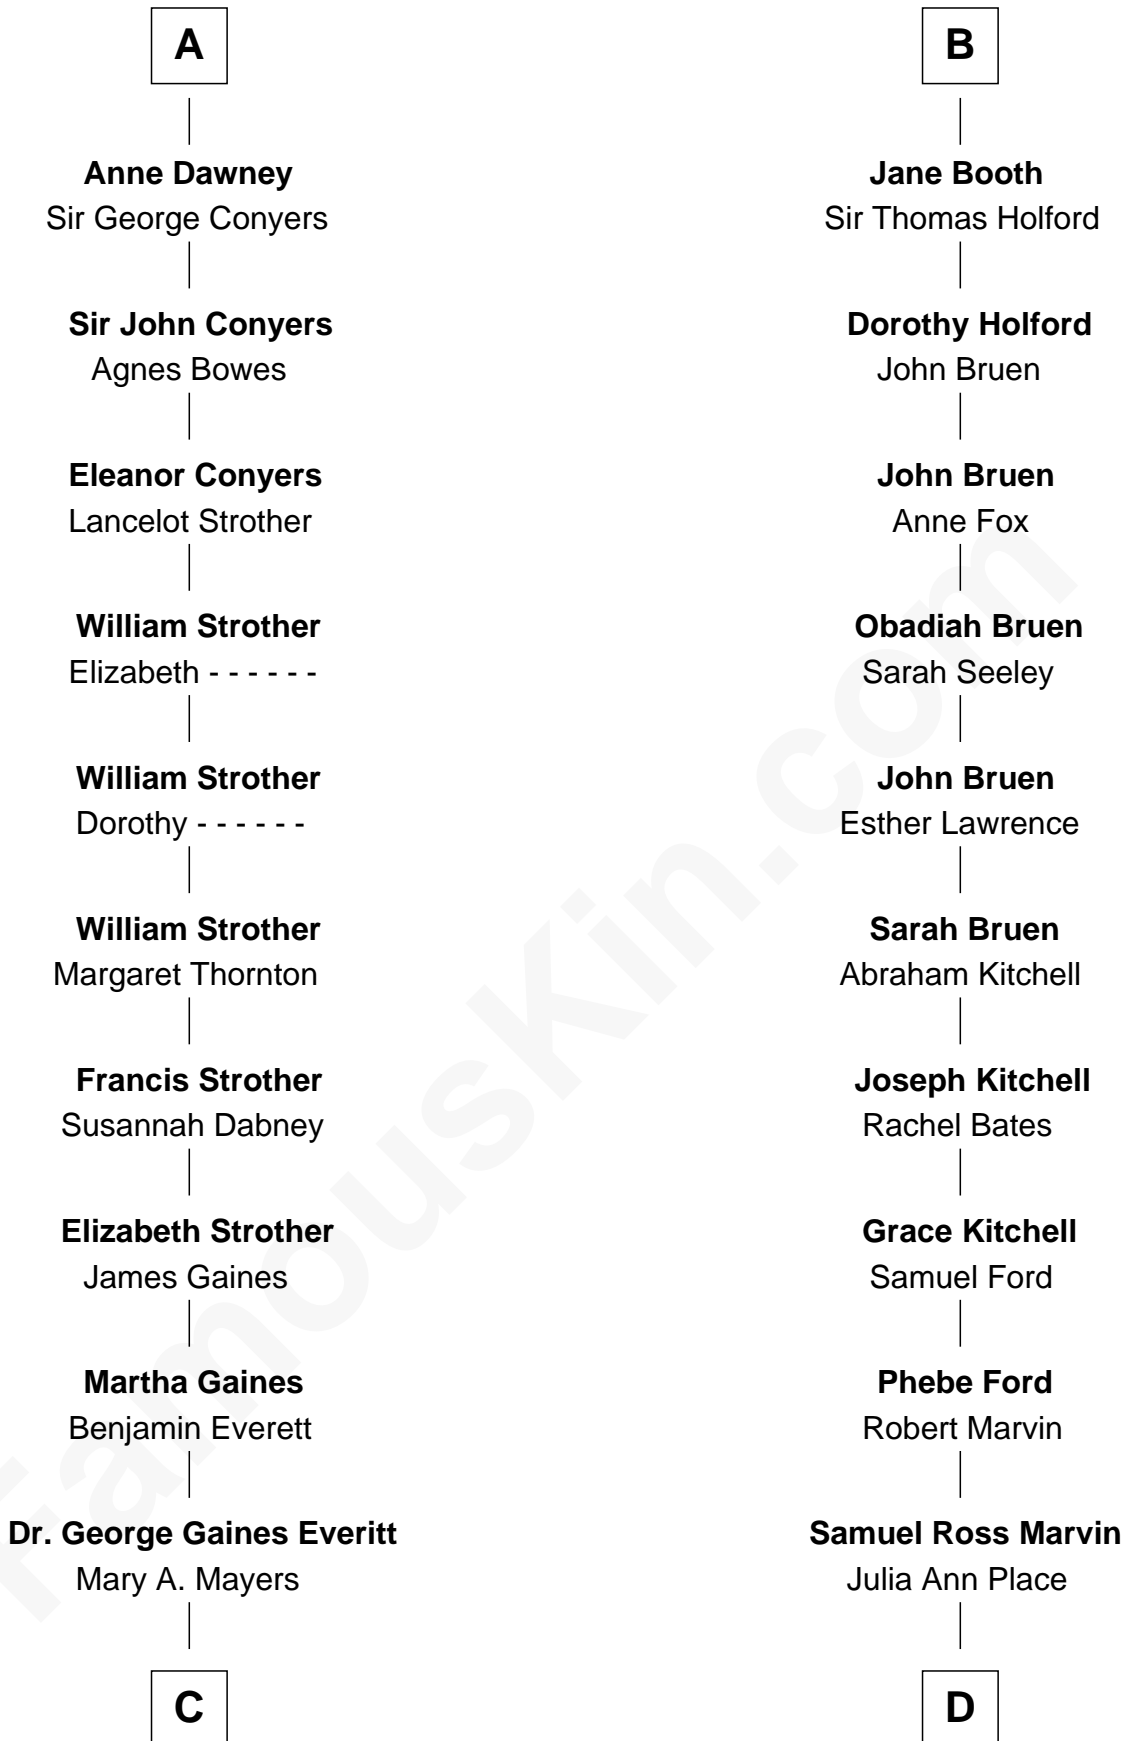 A
Anne Dawney
Sir George Conyers
Sir John Conyers
Agnes Bowes
Eleanor Conyers
Lancelot Strother
William Strother
Elizabeth - - - - - -
William Strother
Dorothy - - - - - -
William Strother
Margaret Thornton
Francis Strother
Susannah Dabney
Elizabeth Strother
James Gaines
Martha Gaines
Benjamin Everett
Dr. George Gaines Everitt
Mary A. Mayers
C
B
Jane Booth
Sir Thomas Holford
Dorothy Holford
John Bruen
John Bruen
Anne Fox
Obadiah Bruen
Sarah Seeley
John Bruen
Esther Lawrence
Sarah Bruen
Abraham Kitchell
Joseph Kitchell
Rachel Bates
Grace Kitchell
Samuel Ford
Phebe Ford
Robert Marvin
Samuel Ross Marvin
Julia Ann Place
D
FamousKin.com